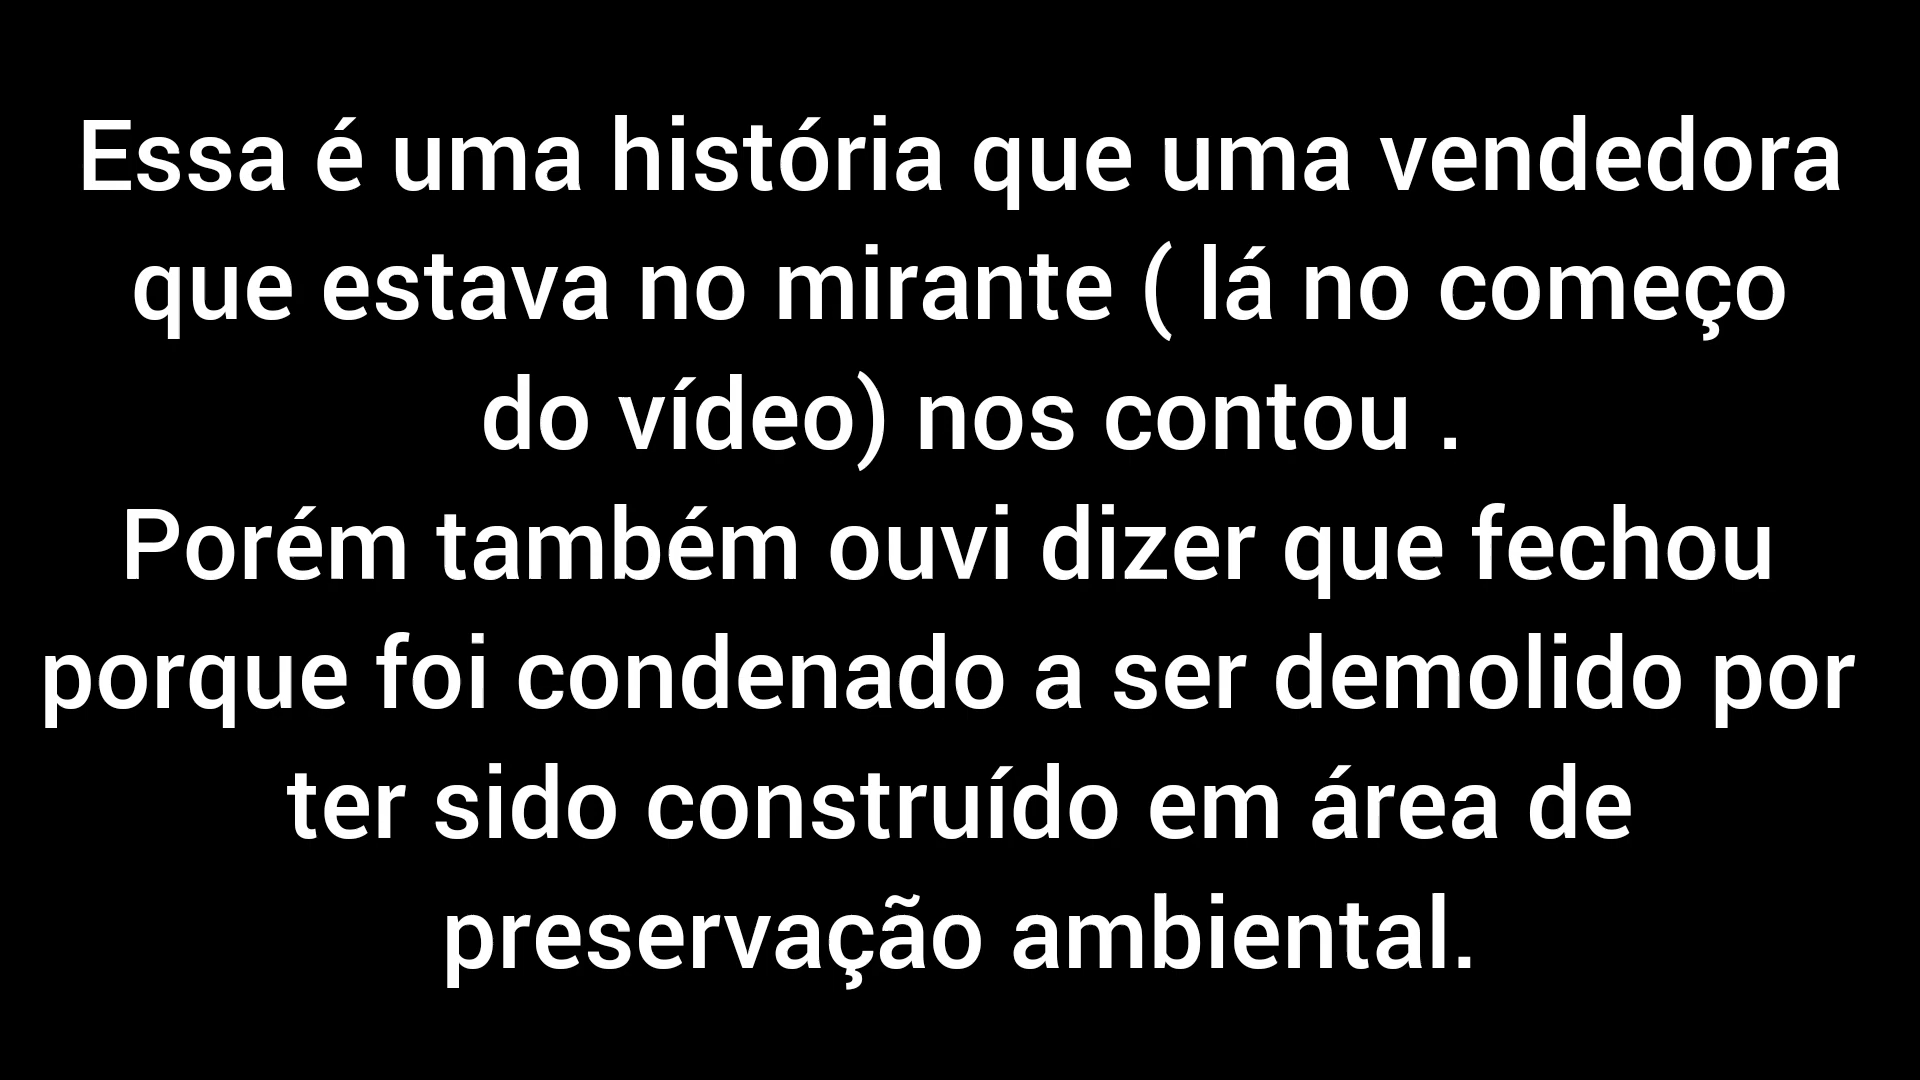 Essa é uma história que uma vendedora
que estava no mirante ( lá no começo
do vídeo) nos contou .
Porém também ouvi dizer que fechou
porque foi condenado a ser demolido por
ter sido construído em área de
preservação ambiental.